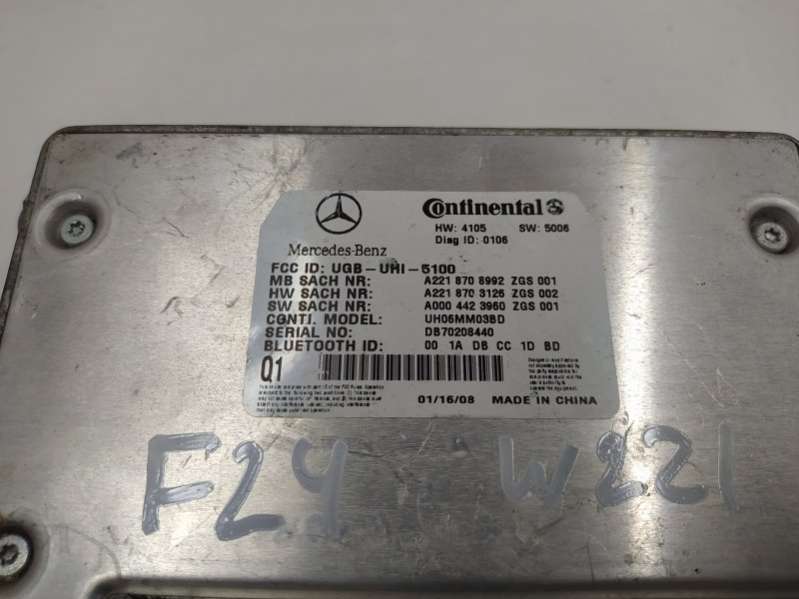 Mercedes-Benz
Continental
HW: 4105 SW: 5006
Diag ID: 0106
FCC ID: UGB-UHI-5100
MB SACH NR: A221 870 8992 ZGS 001
HW SACH NR: A221 870 3126 ZGS 002
SW SACH NR: A000 442 3960 ZGS 001
CONTI. MODEL: UH06MM03BD
SERIAL NO: DB70208440
BLUETOOTH ID: 00 1A DB CC 1D BD
Q1
01/16/08 MADE IN CHINA
F24 W221